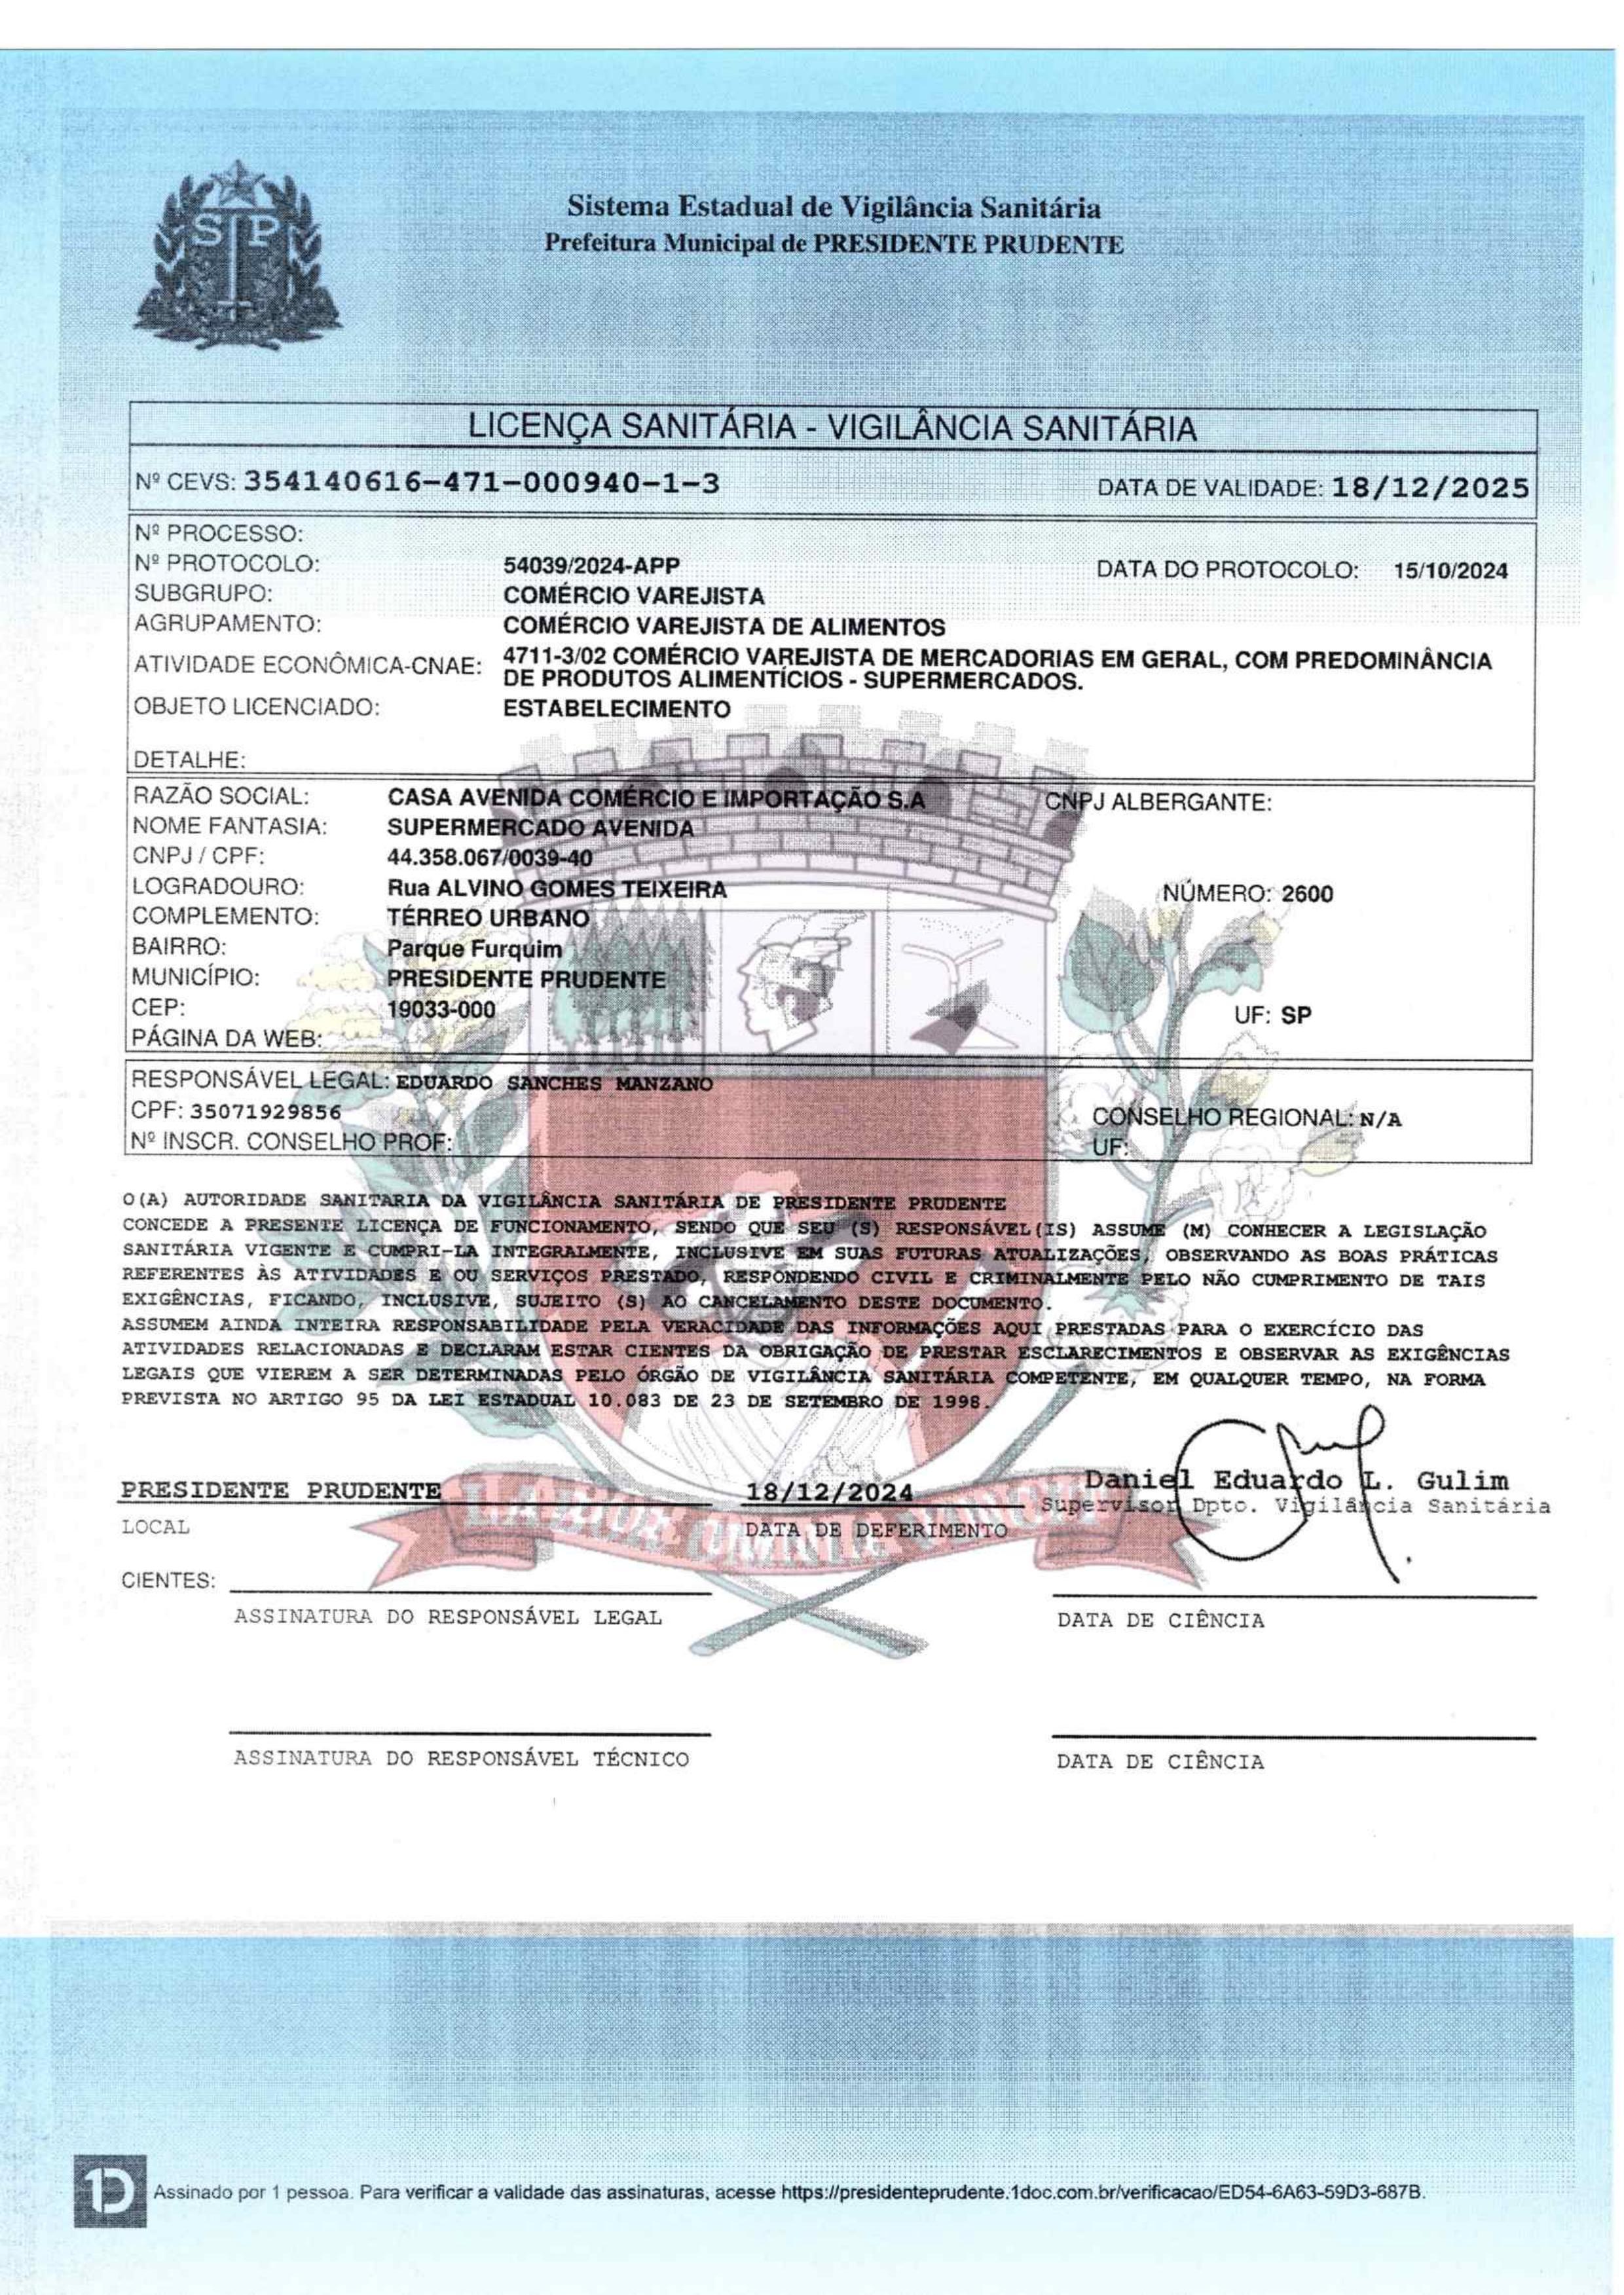 SP
Sistema Estadual de Vigilância Sanitária
Prefeitura Municipal de PRESIDENTE PRUDENTE
LICENÇA SANITÁRIA - VIGILÂNCIA SANITÁRIA
Nº CEVS: 354140616-471-000940-1-3 DATA DE VALIDADE: 18/12/2025
Nº PROCESSO:
Nº PROTOCOLO: 54039/2024-APP DATA DO PROTOCOLO: 15/10/2024
SUBGRUPO: COMÉRCIO VAREJISTA
AGRUPAMENTO: COMÉRCIO VAREJISTA DE ALIMENTOS
ATIVIDADE ECONÔMICA-CNAE: 4711-3/02 COMÉRCIO VAREJISTA DE MERCADORIAS EM GERAL, COM PREDOMINÂNCIA
DE PRODUTOS ALIMENTÍCIOS - SUPERMERCADOS.
OBJETO LICENCIADO: ESTABELECIMENTO
DETALHE:
RAZÃO SOCIAL: CASA AVENIDA COMÉRCIO E IMPORTAÇÃO S.A CNPJ ALBERGANTE:
NOME FANTASIA: SUPERMERCADO AVENIDA
CNPJ / CPF: 44.358.067/0039-40
LOGRADOURO: Rua ALVINO GOMES TEIXEIRA NÚMERO: 2600
COMPLEMENTO: TÉRREO URBANO
BAIRRO: Parque Furquim
MUNICÍPIO: PRESIDENTE PRUDENTE
CEP: 19033-000 UF: SP
PÁGINA DA WEB:
RESPONSÁVEL LEGAL: EDUARDO SANCHES MANZANO
CPF: 35071929856 CONSELHO REGIONAL: N/A
Nº INSCR. CONSELHO PROF: UF:
O(A) AUTORIDADE SANITARIA DA VIGILÂNCIA SANITÁRIA DE PRESIDENTE PRUDENTE
CONCEDE A PRESENTE LICENÇA DE FUNCIONAMENTO, SENDO QUE SEU (S) RESPONSÁVEL(IS) ASSUME (M) CONHECER A LEGISLAÇÃO
SANITÁRIA VIGENTE E CUMPRI-LA INTEGRALMENTE, INCLUSIVE EM SUAS FUTURAS ATUALIZAÇÕES, OBSERVANDO AS BOAS PRÁTICAS
REFERENTES ÀS ATIVIDADES E OU SERVIÇOS PRESTADO, RESPONDENDO CIVIL E CRIMINALMENTE PELO NÃO CUMPRIMENTO DE TAIS
EXIGÊNCIAS, FICANDO, INCLUSIVE, SUJEITO (S) AO CANCELAMENTO DESTE DOCUMENTO.
ASSUMEM AINDA INTEIRA RESPONSABILIDADE PELA VERACIDADE DAS INFORMAÇÕES AQUI PRESTADAS PARA O EXERCÍCIO DAS
ATIVIDADES RELACIONADAS E DECLARAM ESTAR CIENTES DA OBRIGAÇÃO DE PRESTAR ESCLARECIMENTOS E OBSERVAR AS EXIGÊNCIAS
LEGAIS QUE VIEREM A SER DETERMINADAS PELO ÓRGÃO DE VIGILÂNCIA SANITÁRIA COMPETENTE, EM QUALQUER TEMPO, NA FORMA
PREVISTA NO ARTIGO 95 DA LEI ESTADUAL 10.083 DE 23 DE SETEMBRO DE 1998.
PRESIDENTE PRUDENTE 18/12/2024 Daniel Eduardo L. Gulim
Supervisor Dpto. Vigilância Sanitária
LOCAL DATA DE DEFERIMENTO
LABOR OMNIA VINCIT
CIENTES:
ASSINATURA DO RESPONSÁVEL LEGAL DATA DE CIÊNCIA
ASSINATURA DO RESPONSÁVEL TÉCNICO DATA DE CIÊNCIA
1D Assinado por 1 pessoa. Para verificar a validade das assinaturas, acesse https://presidenteprudente.1doc.com.br/verificacao/ED54-6A63-59D3-687B.